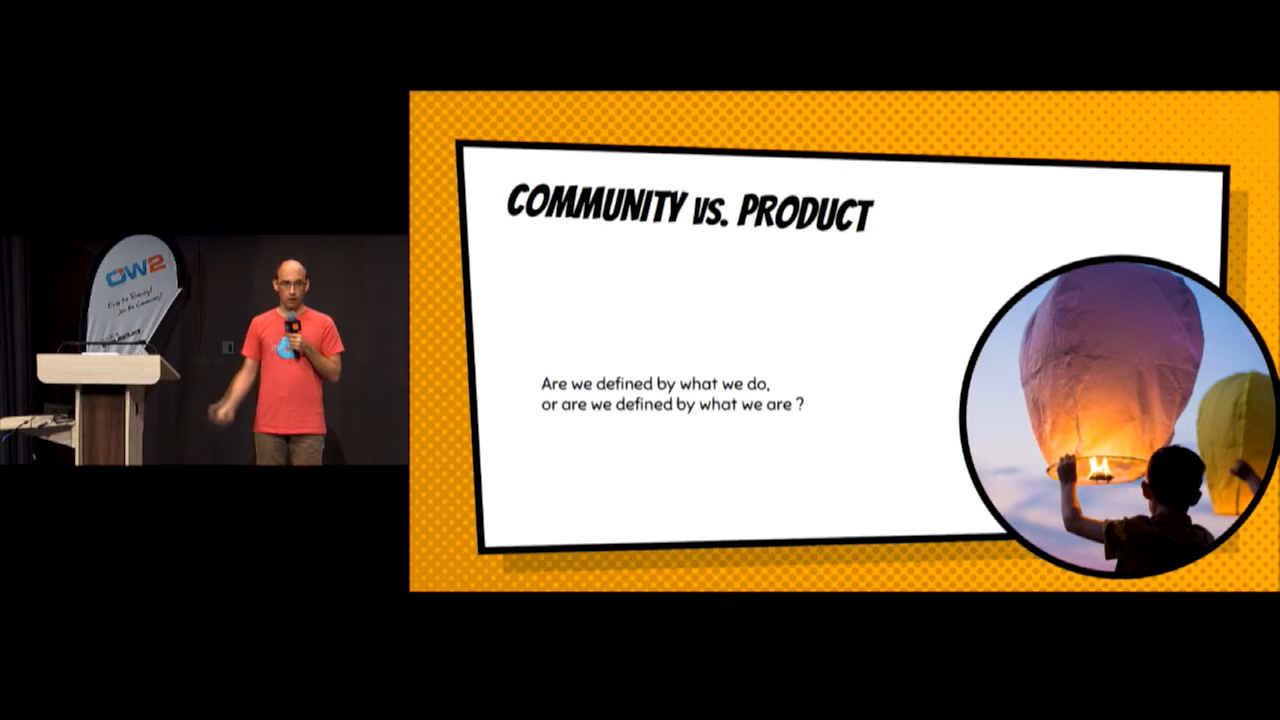 OW2
COMMUNITY vs. PRODUCT
Are we defined by what we do,
or are we defined by what we are ?